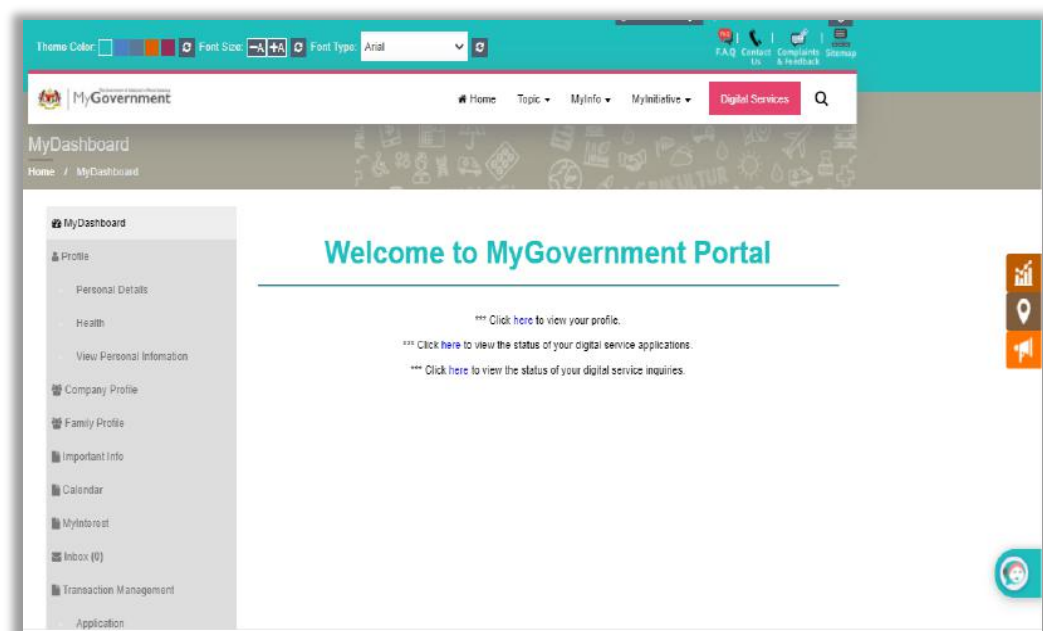 Theme Color: Font Size: -A +A Font Type: Arial
F.A.Q Contact Us Complaints & Feedback Sitemap
MyGovernment
Home Topic MyInfo MyInitiative Digital Services
MyDashboard
Home / MyDashboard
MyDashboard
Profile
Personal Details
Health
View Personal Infomation
Company Profile
Family Profile
Important Info
Calendar
MyInterest
Inbox (0)
Transaction Management
Application
Welcome to MyGovernment Portal
*** Click here to view your profile.
*** Click here to view the status of your digital service applications.
*** Click here to view the status of your digital service inquiries.